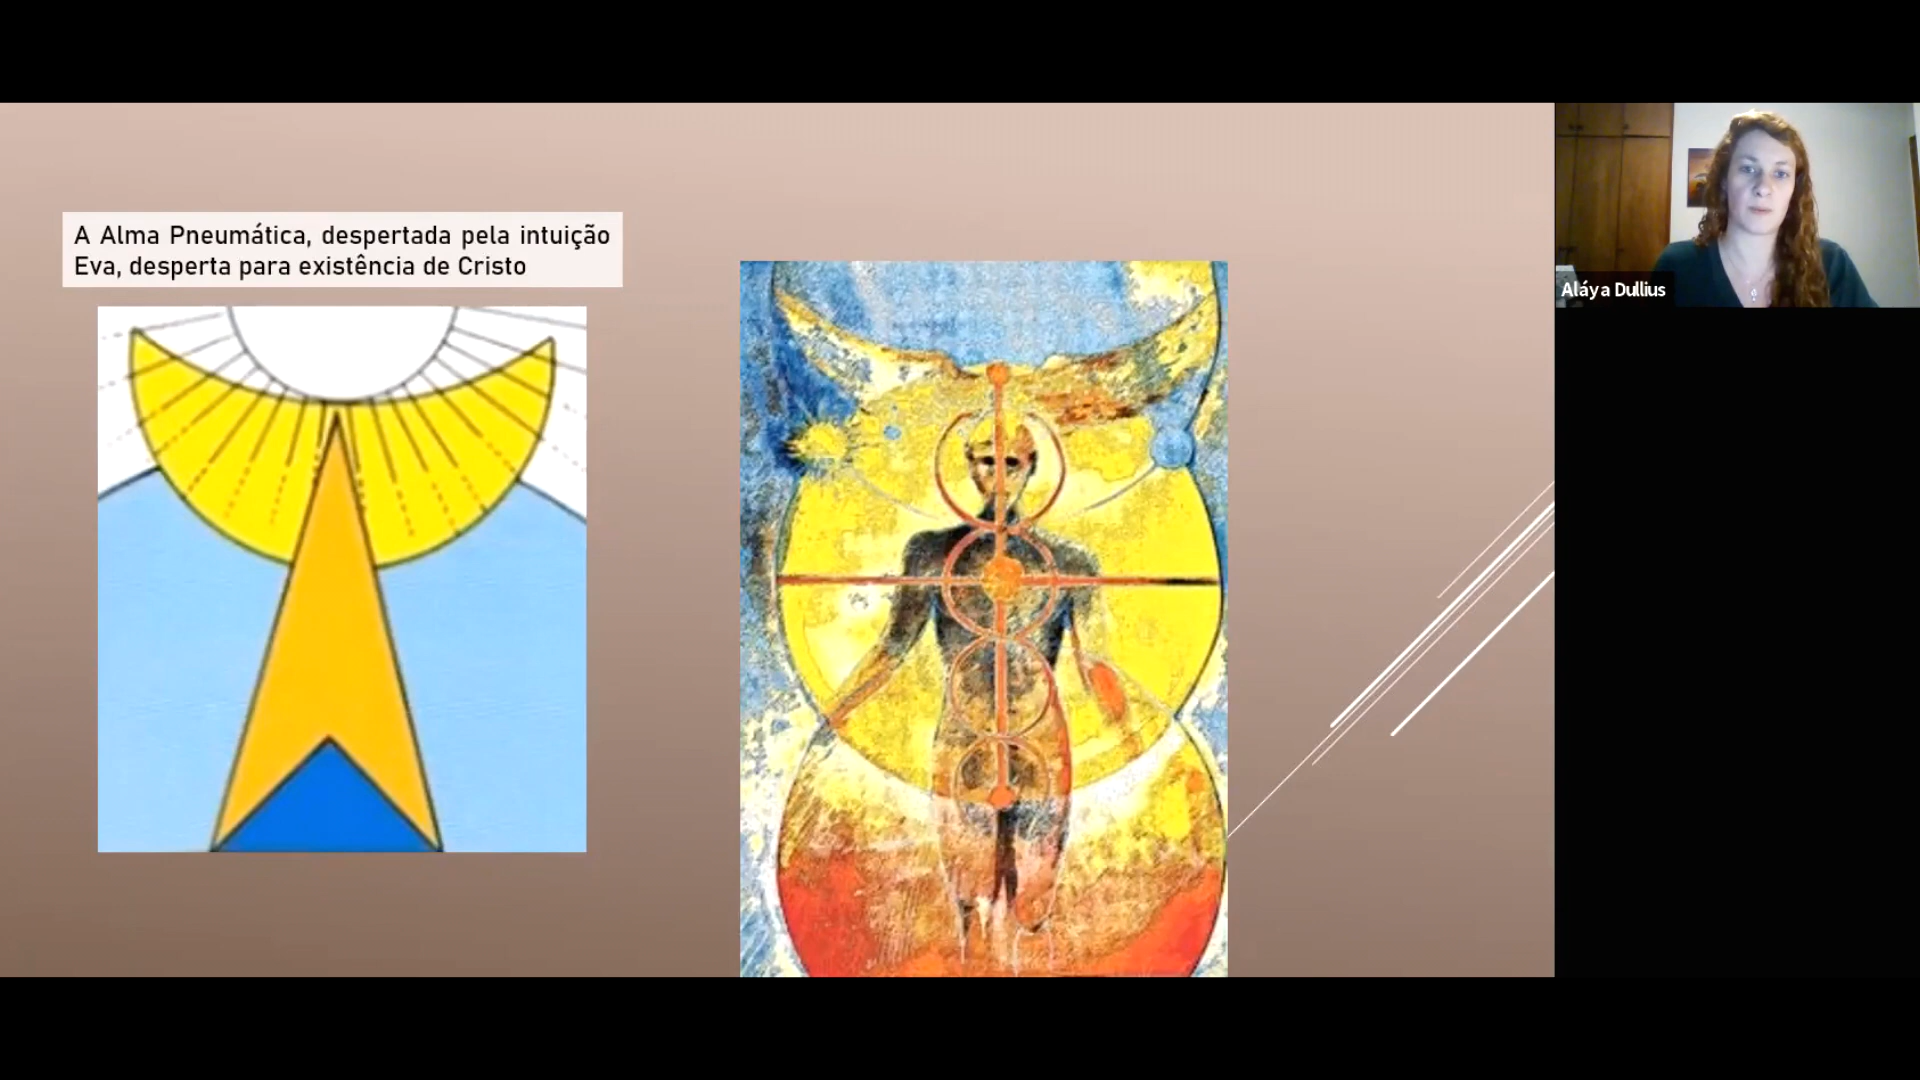 A Alma Pneumática, despertada pela intuição
Eva, desperta para existência de Cristo
Aláya Dullius